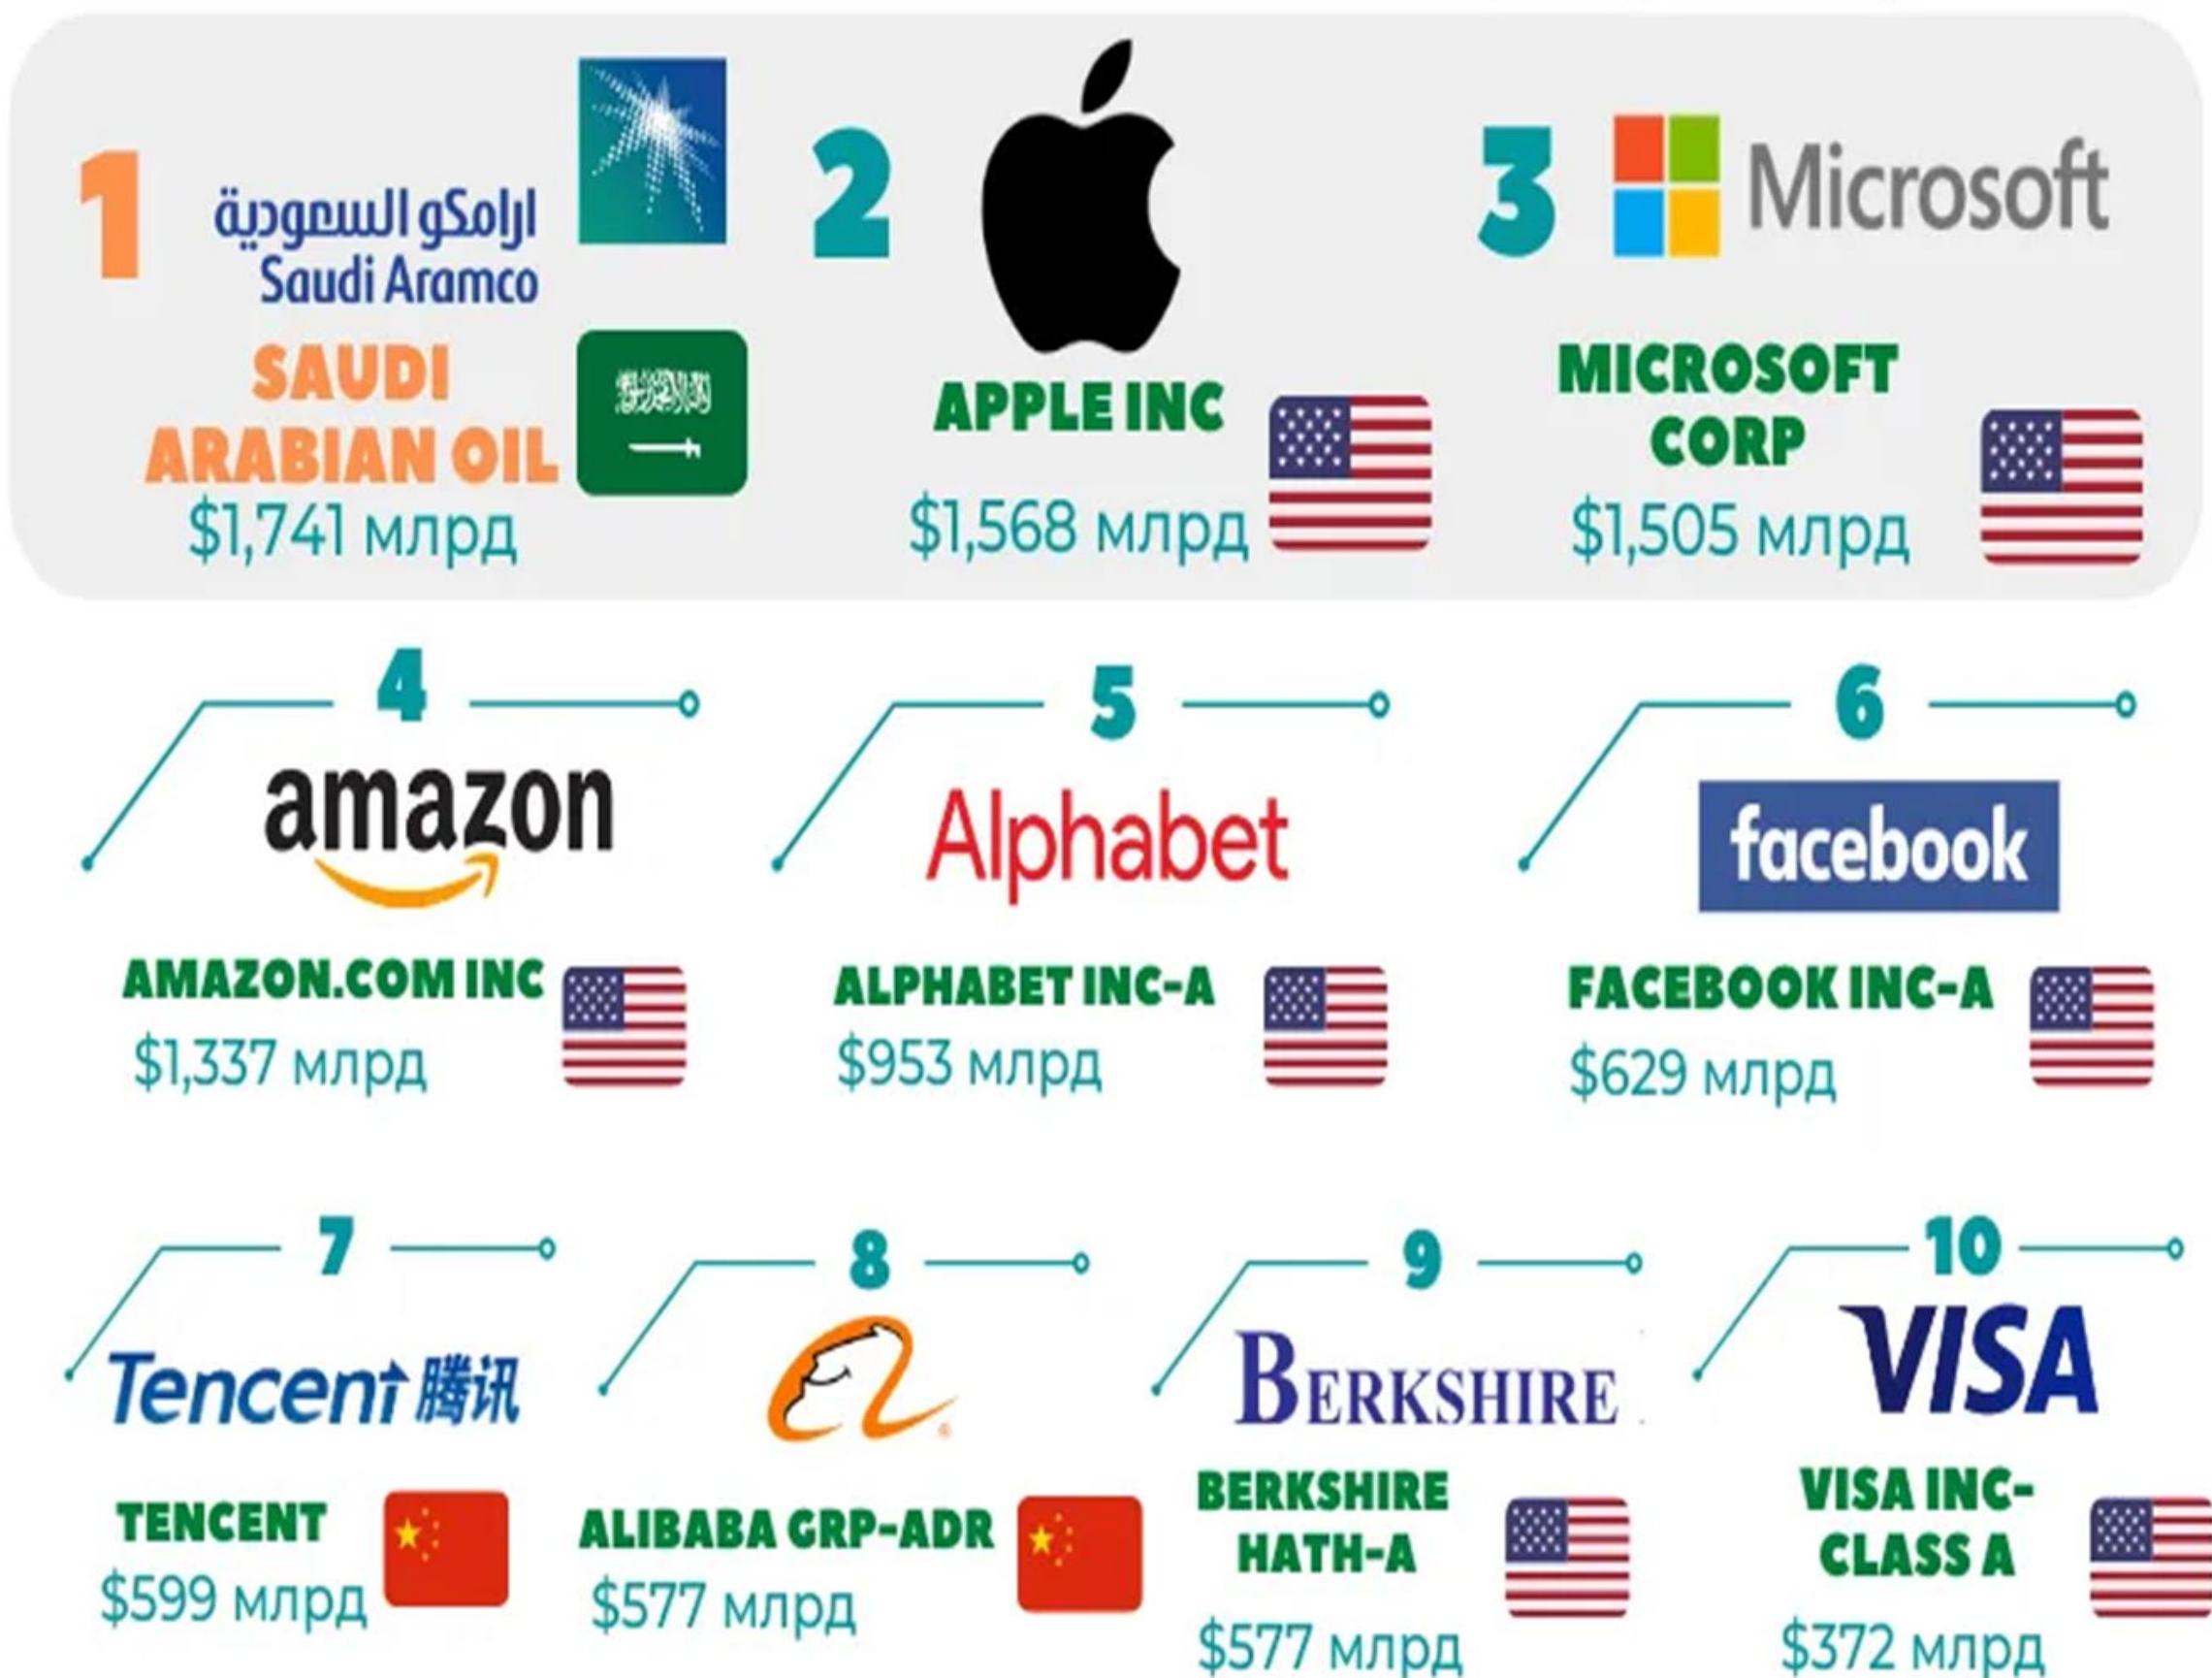 1
ارامكو السعودية
Saudi Aramco
SAUDI
ARABIAN OIL
$1,741 млрд
2
APPLE INC
$1,568 млрд
3
Microsoft
MICROSOFT
CORP
$1,505 млрд
4
amazon
AMAZON.COM INC
$1,337 млрд
5
Alphabet
ALPHABET INC-A
$953 млрд
6
facebook
FACEBOOK INC-A
$629 млрд
7
Tencent 腾讯
TENCENT
$599 млрд
8
ALIBABA GRP-ADR
$577 млрд
9
BERKSHIRE
BERKSHIRE
HATH-A
$577 млрд
10
VISA
VISA INC-
CLASS A
$372 млрд